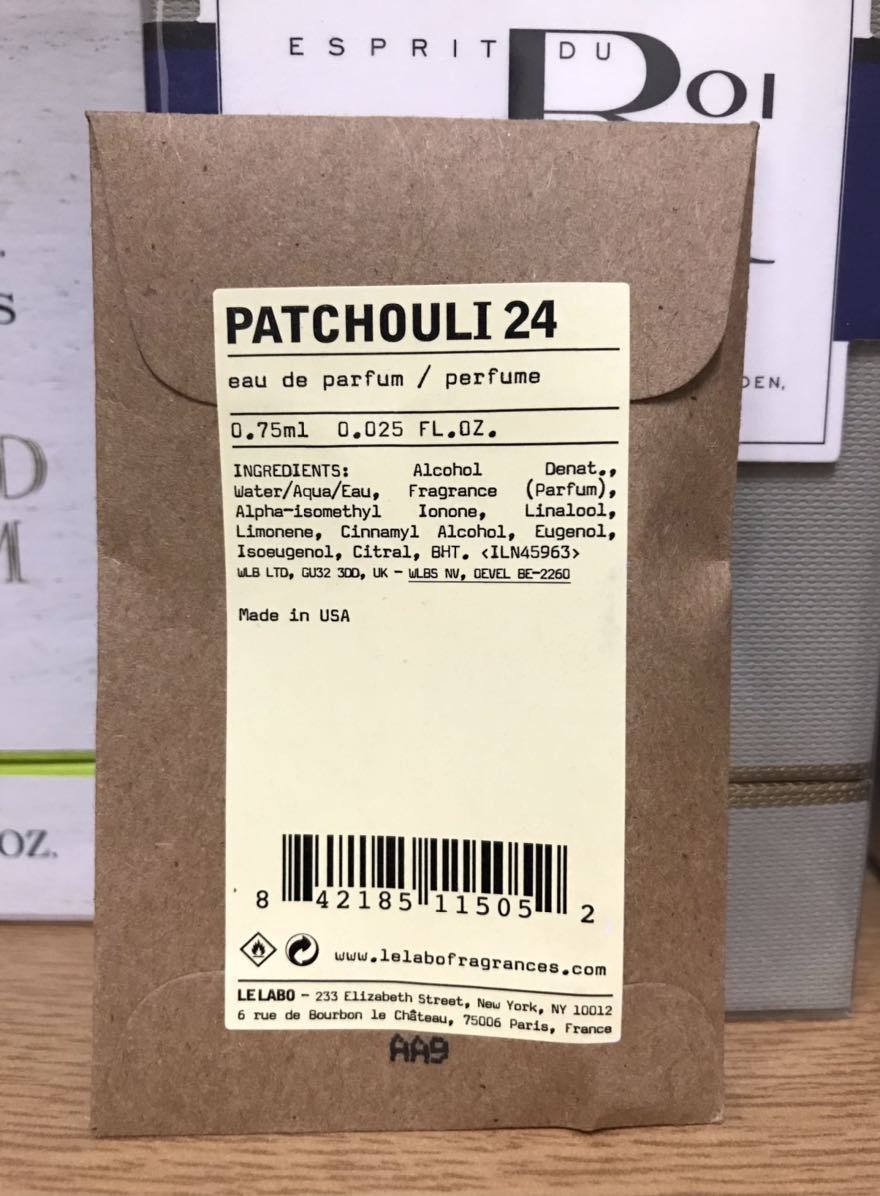 ESPRIT DU
ROI
PATCHOULI 24
eau de parfum / perfume
0.75ml 0.025 FL.OZ.
INGREDIENTS: Alcohol Denat.,
Water/Aqua/Eau, Fragrance (Parfum),
Alpha-isomethyl Ionone, Linalool,
Limonene, Cinnamyl Alcohol, Eugenol,
Isoeugenol, Citral, BHT. <ILN45963>
WLB LTD, GU32 3DD, UK - WLBS NV, OEVEL BE-2260
Made in USA
8 42185 11505 2
www.lelabofragrances.com
LE LABO - 233 Elizabeth Street, New York, NY 10012
6 rue de Bourbon le Château, 75006 Paris, France
AA9
OZ.